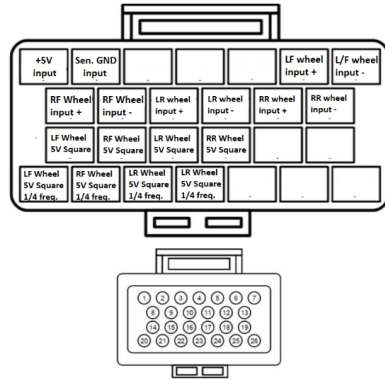 +5V
input
Sen. GND
input
LF wheel
input +
L/F wheel
input -
RF Wheel
input +
RF Wheel
input -
LR wheel
input +
LR wheel
input -
RR wheel
input +
RR wheel
input -
LF Wheel
5V Square
RF Wheel
5V Square
LR Wheel
5V Square
RR Wheel
5V Square
LF Wheel
5V Square
1/4 freq.
RF Wheel
5V Square
1/4 freq.
LR Wheel
5V Square
1/4 freq.
LR Wheel
5V Square
1/4 freq.
1 2 3 4 5 6 7
8 9 10 11 12 13
14 15 16 17 18 19
20 21 22 23 24 25 26